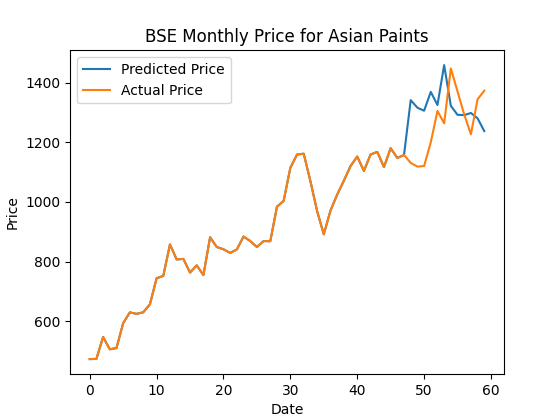 BSE Monthly Price for Asian Paints
Predicted Price
Actual Price
Price
1400
1200
1000
800
600
0 10 20 30 40 50 60
Date